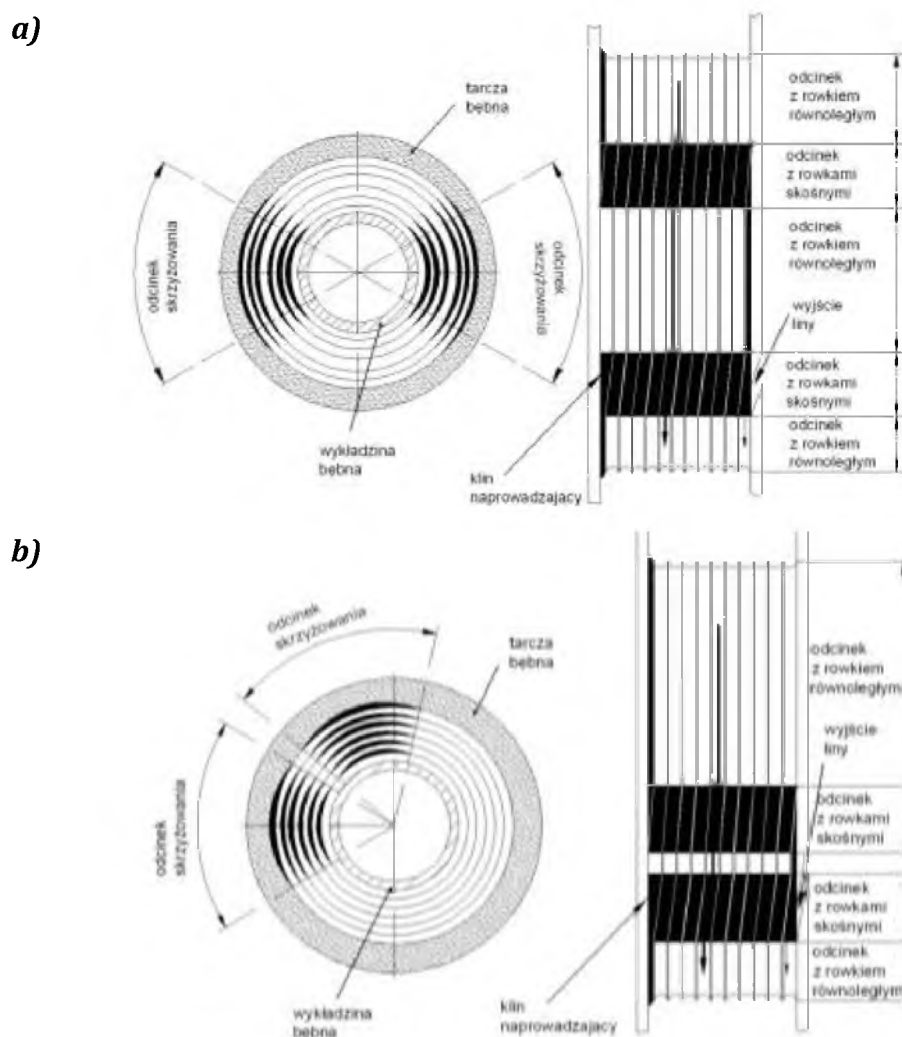 a)
tarcza
bębna
odcinek
skrzyżowania
odcinek
skrzyżowania
wykładzina
bębna
klin
naprowadzajacy
odcinek
z rowkiem
równoległym
odcinek
z rowkami
skośnymi
odcinek
z rowkiem
równoległym
wyjście
liny
odcinek
z rowkami
skośnymi
odcinek
z rowkiem
równoległym
b)
odcinek
skrzyżowania
tarcza
bębna
odcinek
skrzyżowania
wykładzina
bębna
klin
naprowadzajacy
odcinek
z rowkiem
równoległym
wyjście
liny
odcinek
z rowkami
skośnymi
odcinek
z rowkami
skośnymi
odcinek
z rowkiem
równoległym